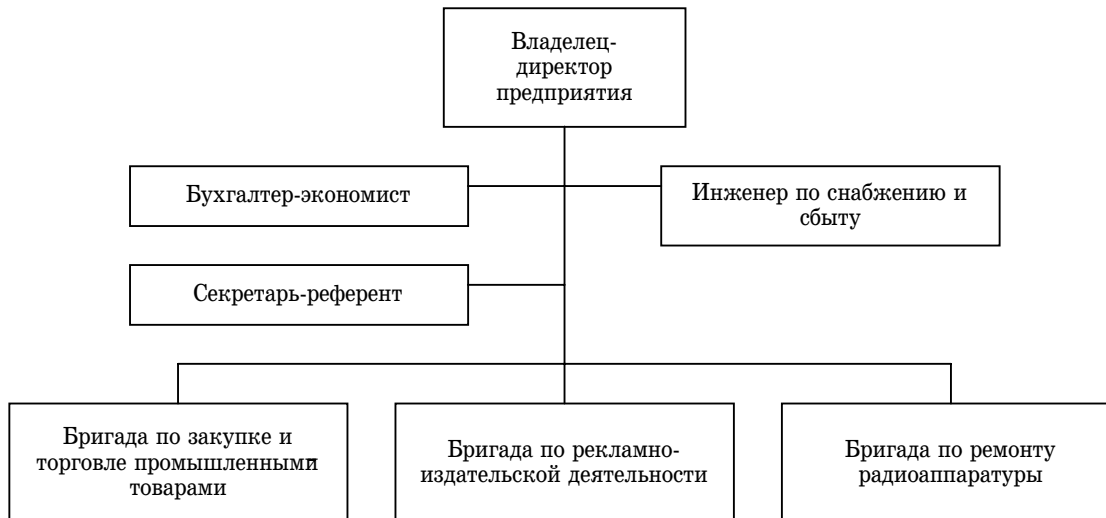 Владелец-
директор
предприятия
Бухгалтер-экономист
Инженер по снабжению и
сбыту
Секретарь-референт
Бригада по закупке и
торговле промышленными
товарами
Бригада по рекламно-
издательской деятельности
Бригада по ремонту
радиоаппаратуры